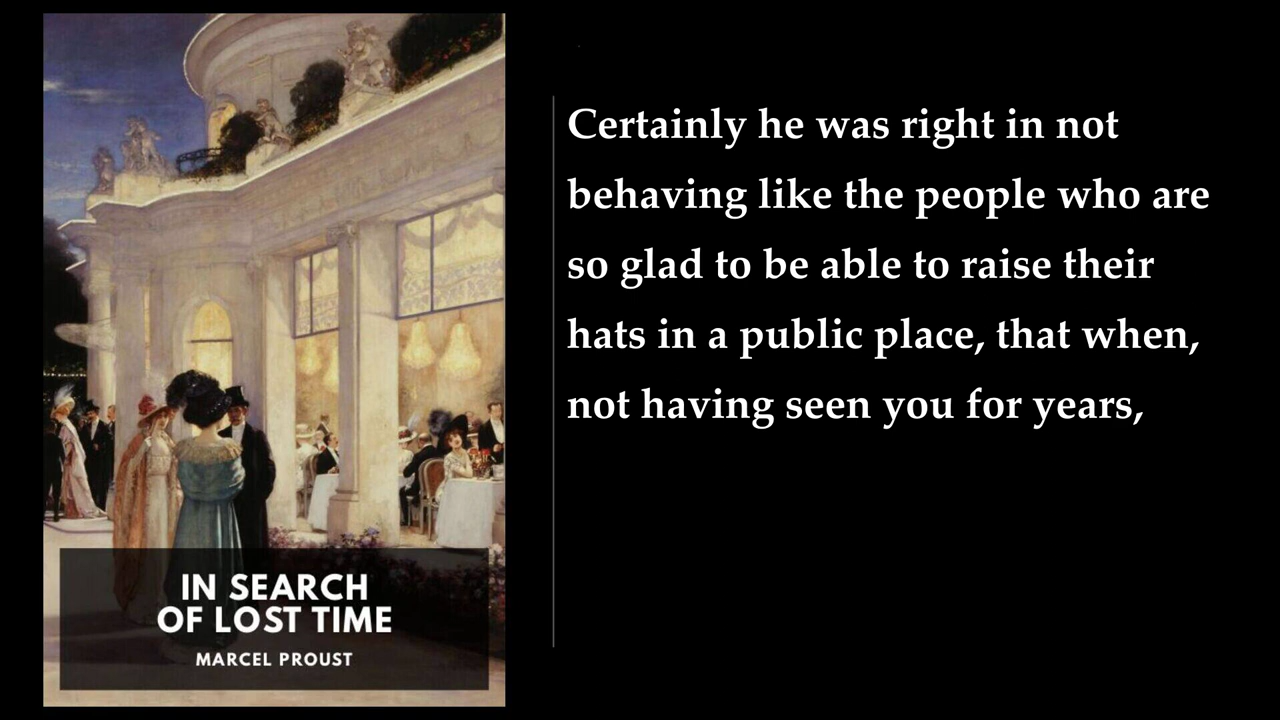 Certainly he was right in not
behaving like the people who are
so glad to be able to raise their
hats in a public place, that when,
not having seen you for years,
IN SEARCH
OF LOST TIME
MARCEL PROUST